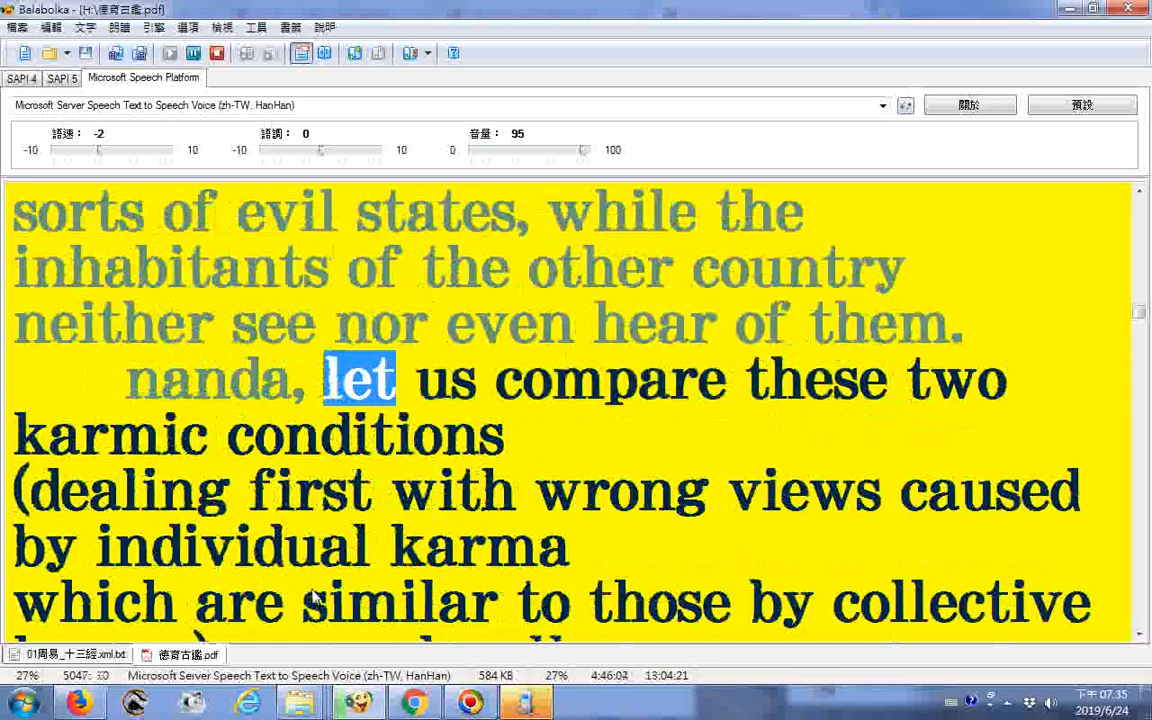 Balabolka - [H:\德育古鑑.pdf]
檔案 編輯 文字 朗讀 引擎 選項 檢視 工具 書籤 說明
SAPI 4 SAPI 5 Microsoft Speech Platform
Microsoft Server Speech Text to Speech Voice (zh-TW, HanHan) 關於 預設
語速： -2 語調： 0 音量： 95
-10 10 -10 10 0 100
sorts of evil states, while the
inhabitants of the other country
neither see nor even hear of them.
nanda, let us compare these two
karmic conditions
(dealing first with wrong views caused
by individual karma
which are similar to those by collective
01周易_十三經.xml.txt 德育古鑑.pdf
27% 5047: Microsoft Server Speech Text to Speech Voice (zh-TW, HanHan) 584 KB 27% 4:46:02 13:04:21
下午 07:35
2019/6/24